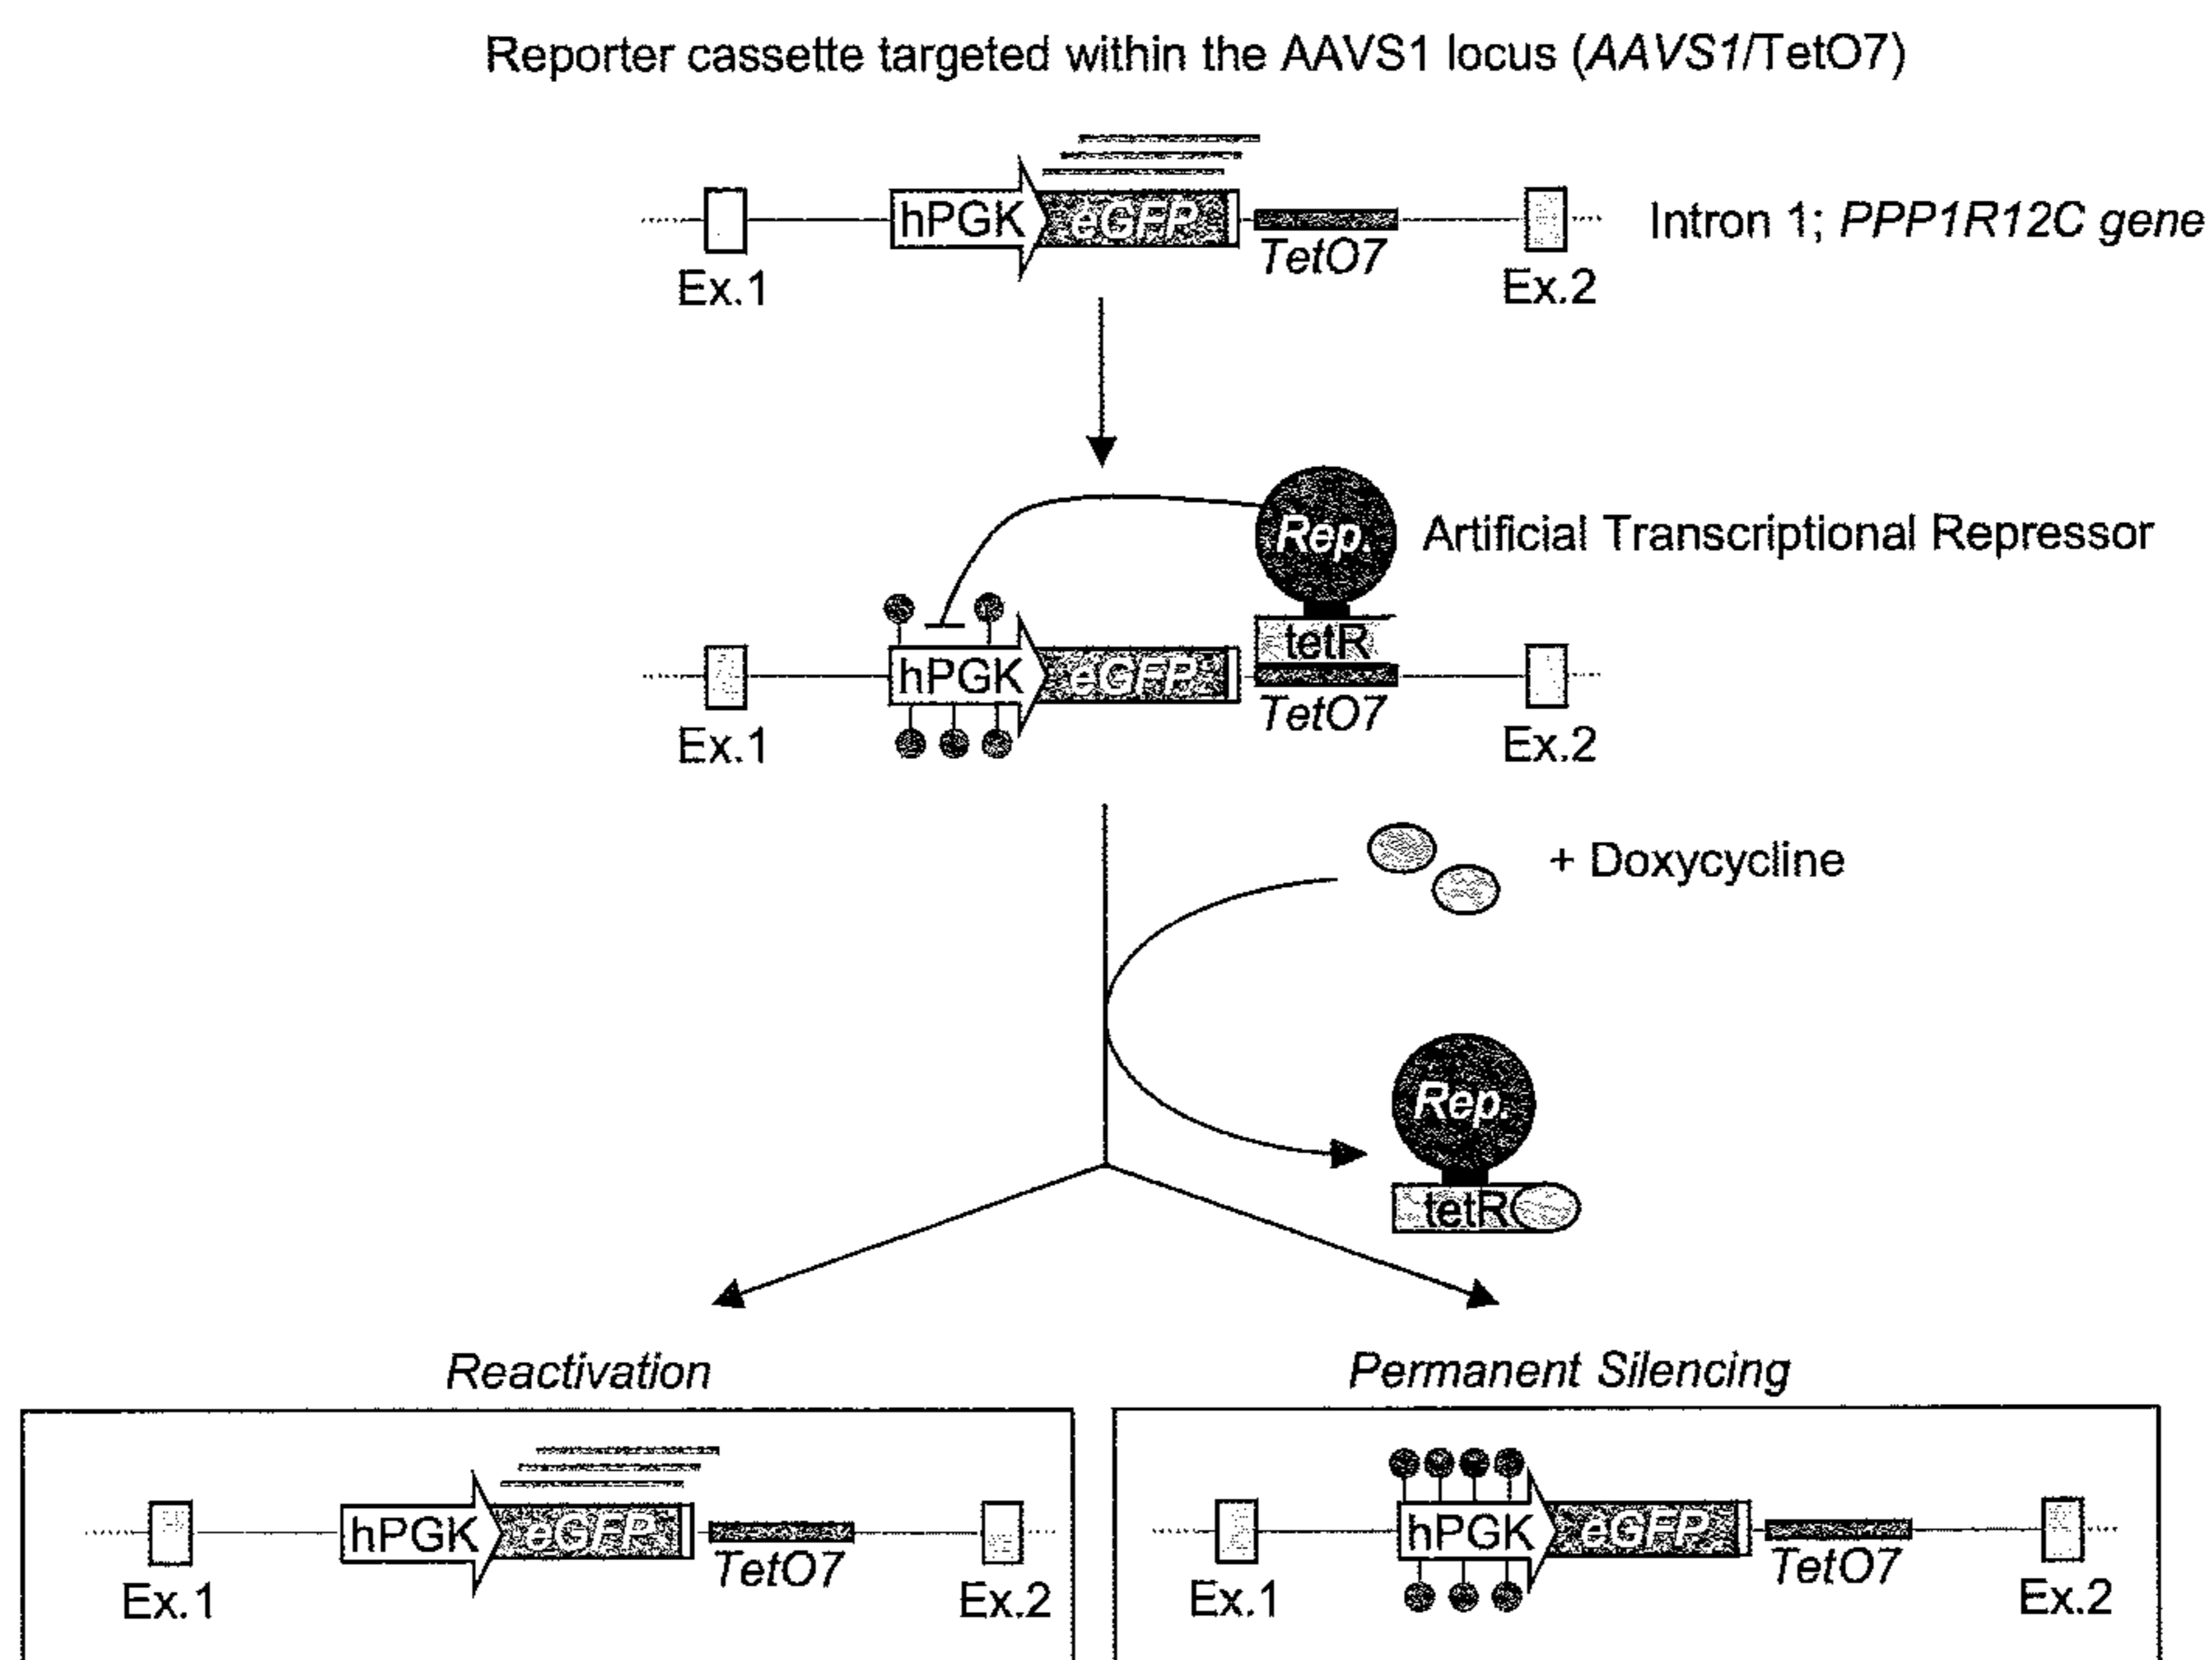 Reporter cassette targeted within the AAVS1 locus (AAVS1/TetO7)
hPGK eGFP
TetO7
Intron 1; PPP1R12C gene
Ex.1
Ex.2
Rep.
Artificial Transcriptional Repressor
tetR
hPGK eGFP
TetO7
Ex.1
Ex.2
+ Doxycycline
Rep.
tetR
Reactivation
Permanent Silencing
hPGK eGFP
TetO7
Ex.1
Ex.2
hPGK eGFP
TetO7
Ex.1
Ex.2